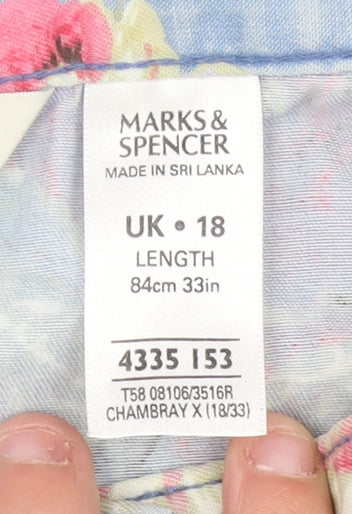 MARKS &
SPENCER
MADE IN SRI LANKA
UK • 18
LENGTH
84cm 33in
4335 153
T58 08106/3516R
CHAMBRAY X (18/33)